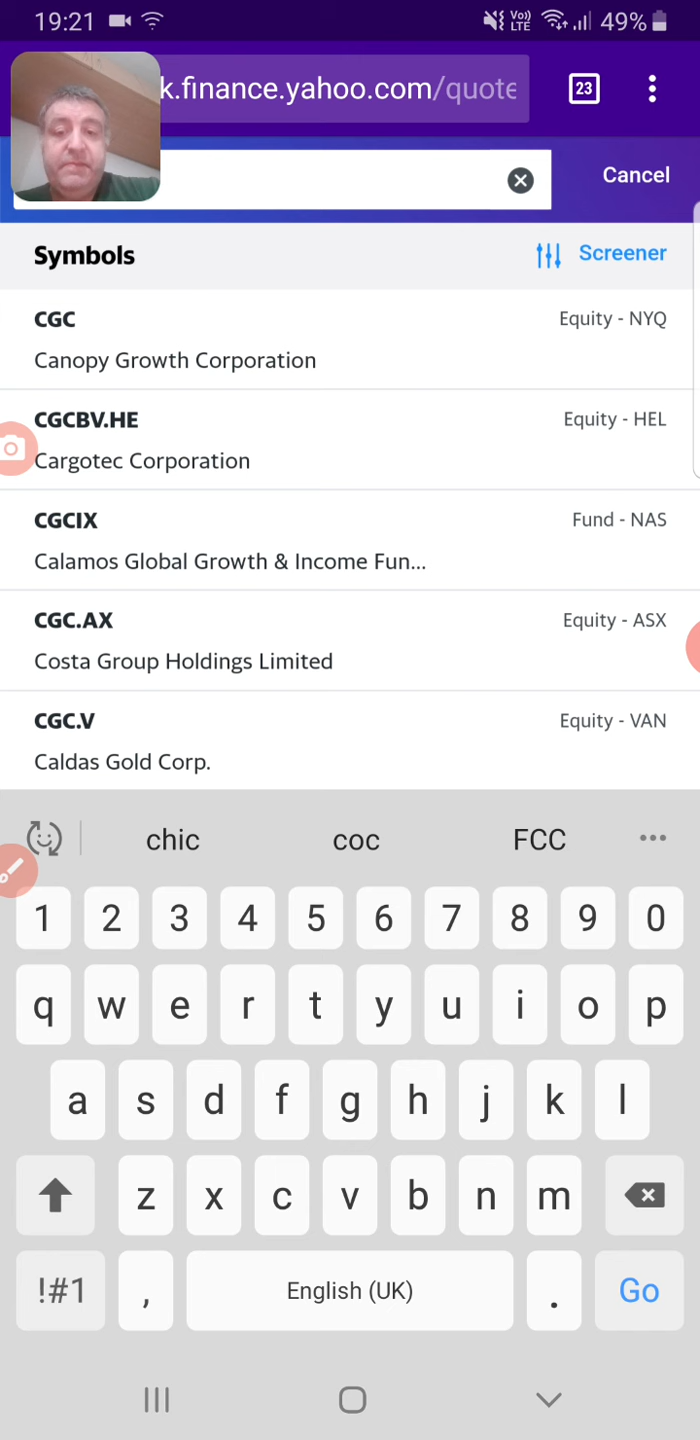 19:21 Vo) LTE 49%
k.finance.yahoo.com/quote 23
Cancel
Symbols Screener
CGC Equity - NYQ
Canopy Growth Corporation
CGCBV.HE Equity - HEL
Cargotec Corporation
CGCIX Fund - NAS
Calamos Global Growth & Income Fun...
CGC.AX Equity - ASX
Costa Group Holdings Limited
CGC.V Equity - VAN
Caldas Gold Corp.
chic coc FCC
1 2 3 4 5 6 7 8 9 0
q w e r t y u i o p
a s d f g h j k l
z x c v b n m
!#1 , English (UK) . Go